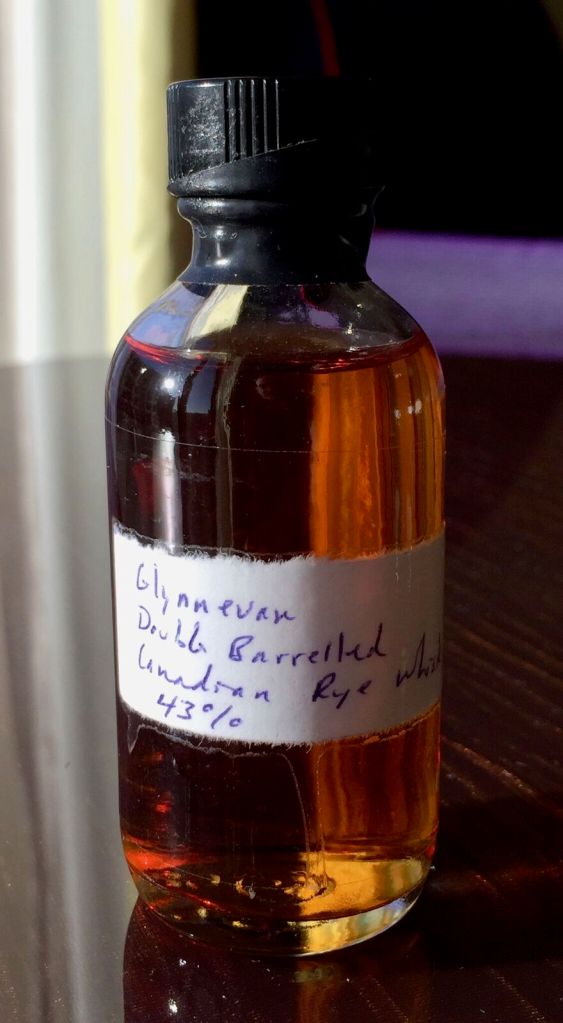 Glynnevan
Double Barrelled
Canadian Rye
43%